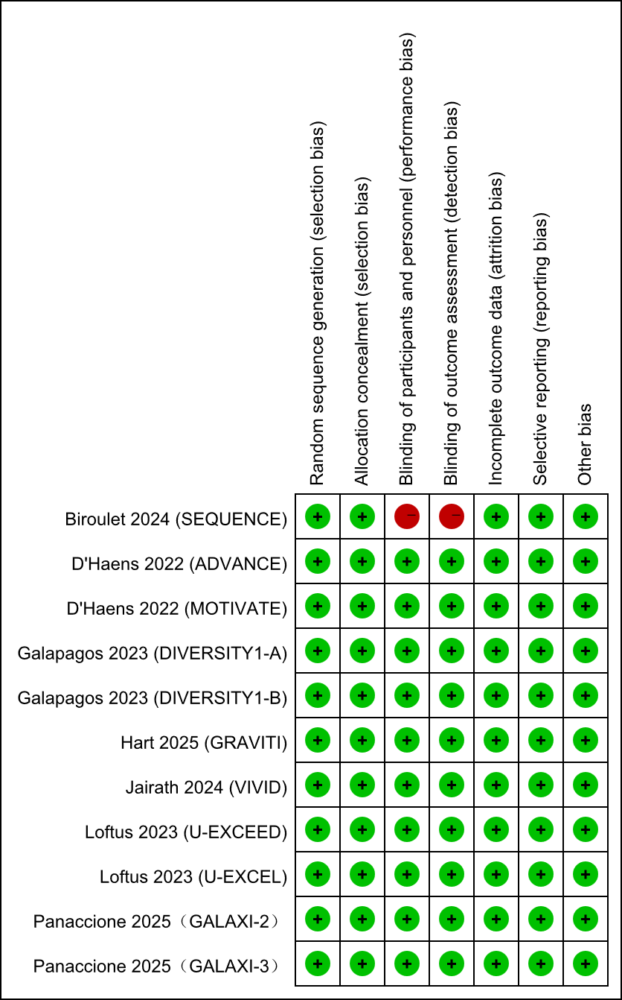 Random sequence generation (selection bias)
Allocation concealment (selection bias)
Blinding of participants and personnel (performance bias)
Blinding of outcome assessment (detection bias)
Incomplete outcome data (attrition bias)
Selective reporting (reporting bias)
Other bias
Biroulet 2024 (SEQUENCE) + + – – + + +
D'Haens 2022 (ADVANCE) + + + + + + +
D'Haens 2022 (MOTIVATE) + + + + + + +
Galapagos 2023 (DIVERSITY1-A) + + + + + + +
Galapagos 2023 (DIVERSITY1-B) + + + + + + +
Hart 2025 (GRAVITI) + + + + + + +
Jairath 2024 (VIVID) + + + + + + +
Loftus 2023 (U-EXCEED) + + + + + + +
Loftus 2023 (U-EXCEL) + + + + + + +
Panaccione 2025（GALAXI-2） + + + + + + +
Panaccione 2025（GALAXI-3） + + + + + + +